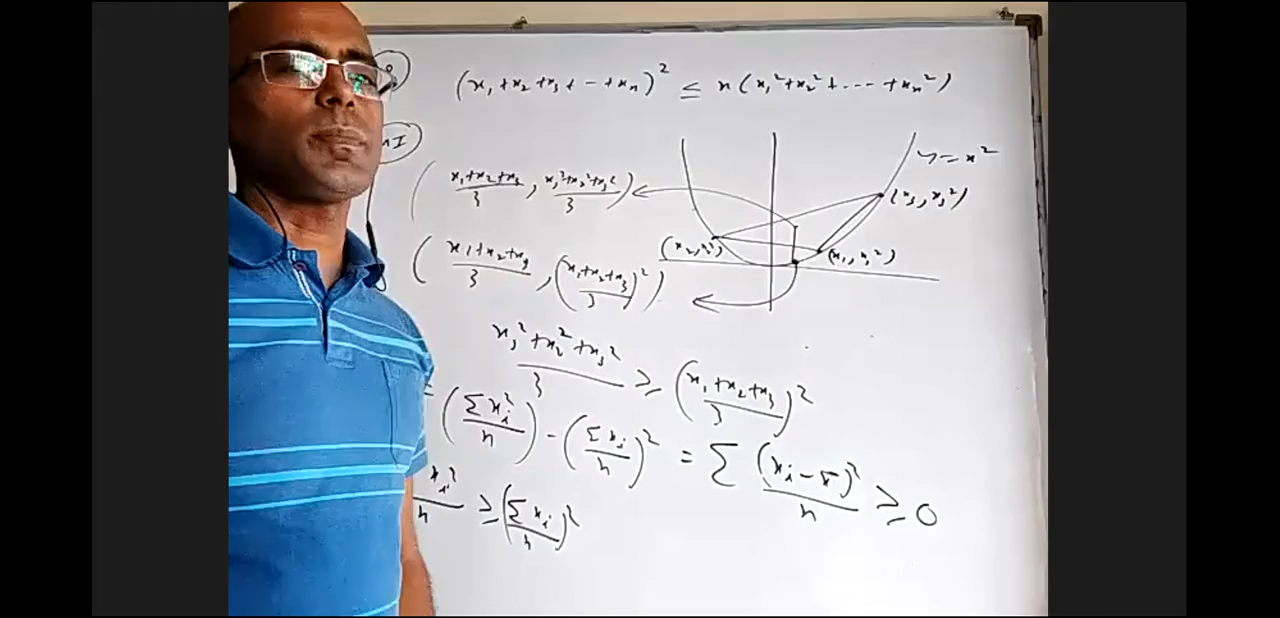 (x₁+x₂+x₃+--+xₙ)² ≤ n(x₁²+x₂²+----+xₙ²)
y=x²
(x₁+x₂+x₃/3, x₁²+x₂²+x₃²/3)
(x₃,x₃²)
(x₂,x₂²)
(x₁,x₁²)
(x₁+x₂+x₃/3, (x₁+x₂+x₃/3)²)
x₁²+x₂²+x₃²/3 ≥ (x₁+x₂+x₃/3)²
= (Σxᵢ²/n) - (Σxᵢ/n)² = Σ(xᵢ-x̄)²/n ≥ 0
xᵢ²/n ≥ (Σxᵢ/n)²